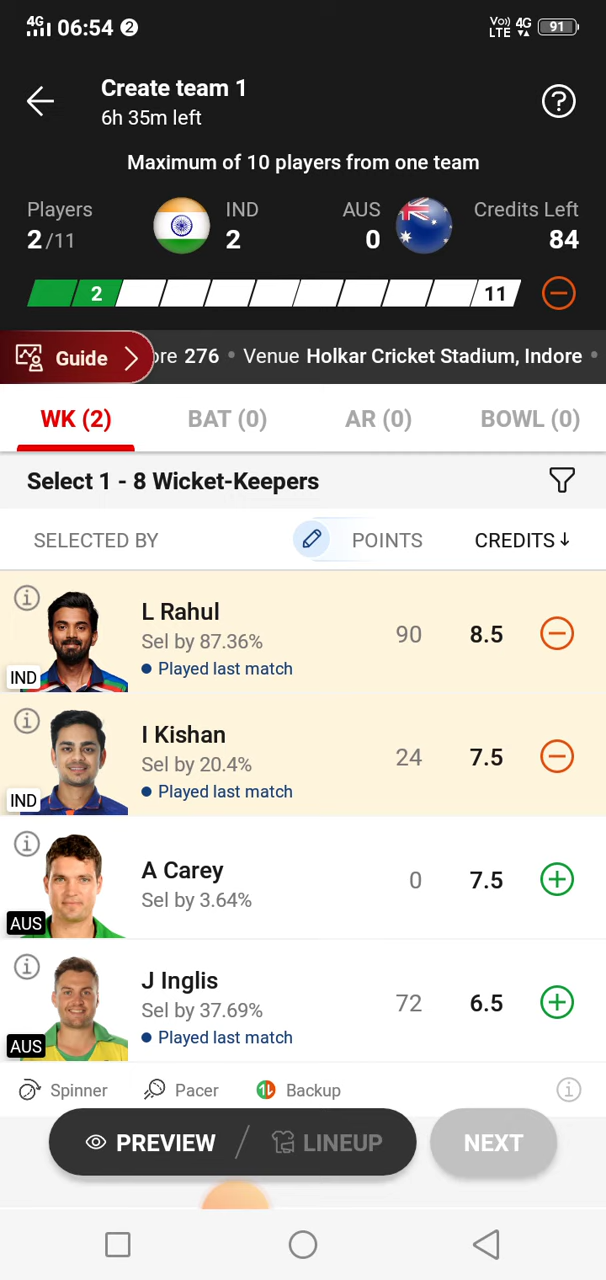 4G 06:54 2 Vo) LTE 4G 91
Create team 1
6h 35m left
?
Maximum of 10 players from one team
Players IND AUS Credits Left
2/11 2 0 84
2 11
Guide ore 276 • Venue Holkar Cricket Stadium, Indore •
WK (2) BAT (0) AR (0) BOWL (0)
Select 1 - 8 Wicket-Keepers
SELECTED BY POINTS CREDITS ↓
L Rahul
Sel by 87.36% 90 8.5
Played last match
IND
I Kishan
Sel by 20.4% 24 7.5
Played last match
IND
A Carey
Sel by 3.64% 0 7.5
AUS
J Inglis
Sel by 37.69% 72 6.5
Played last match
AUS
Spinner Pacer Backup
PREVIEW / LINEUP NEXT